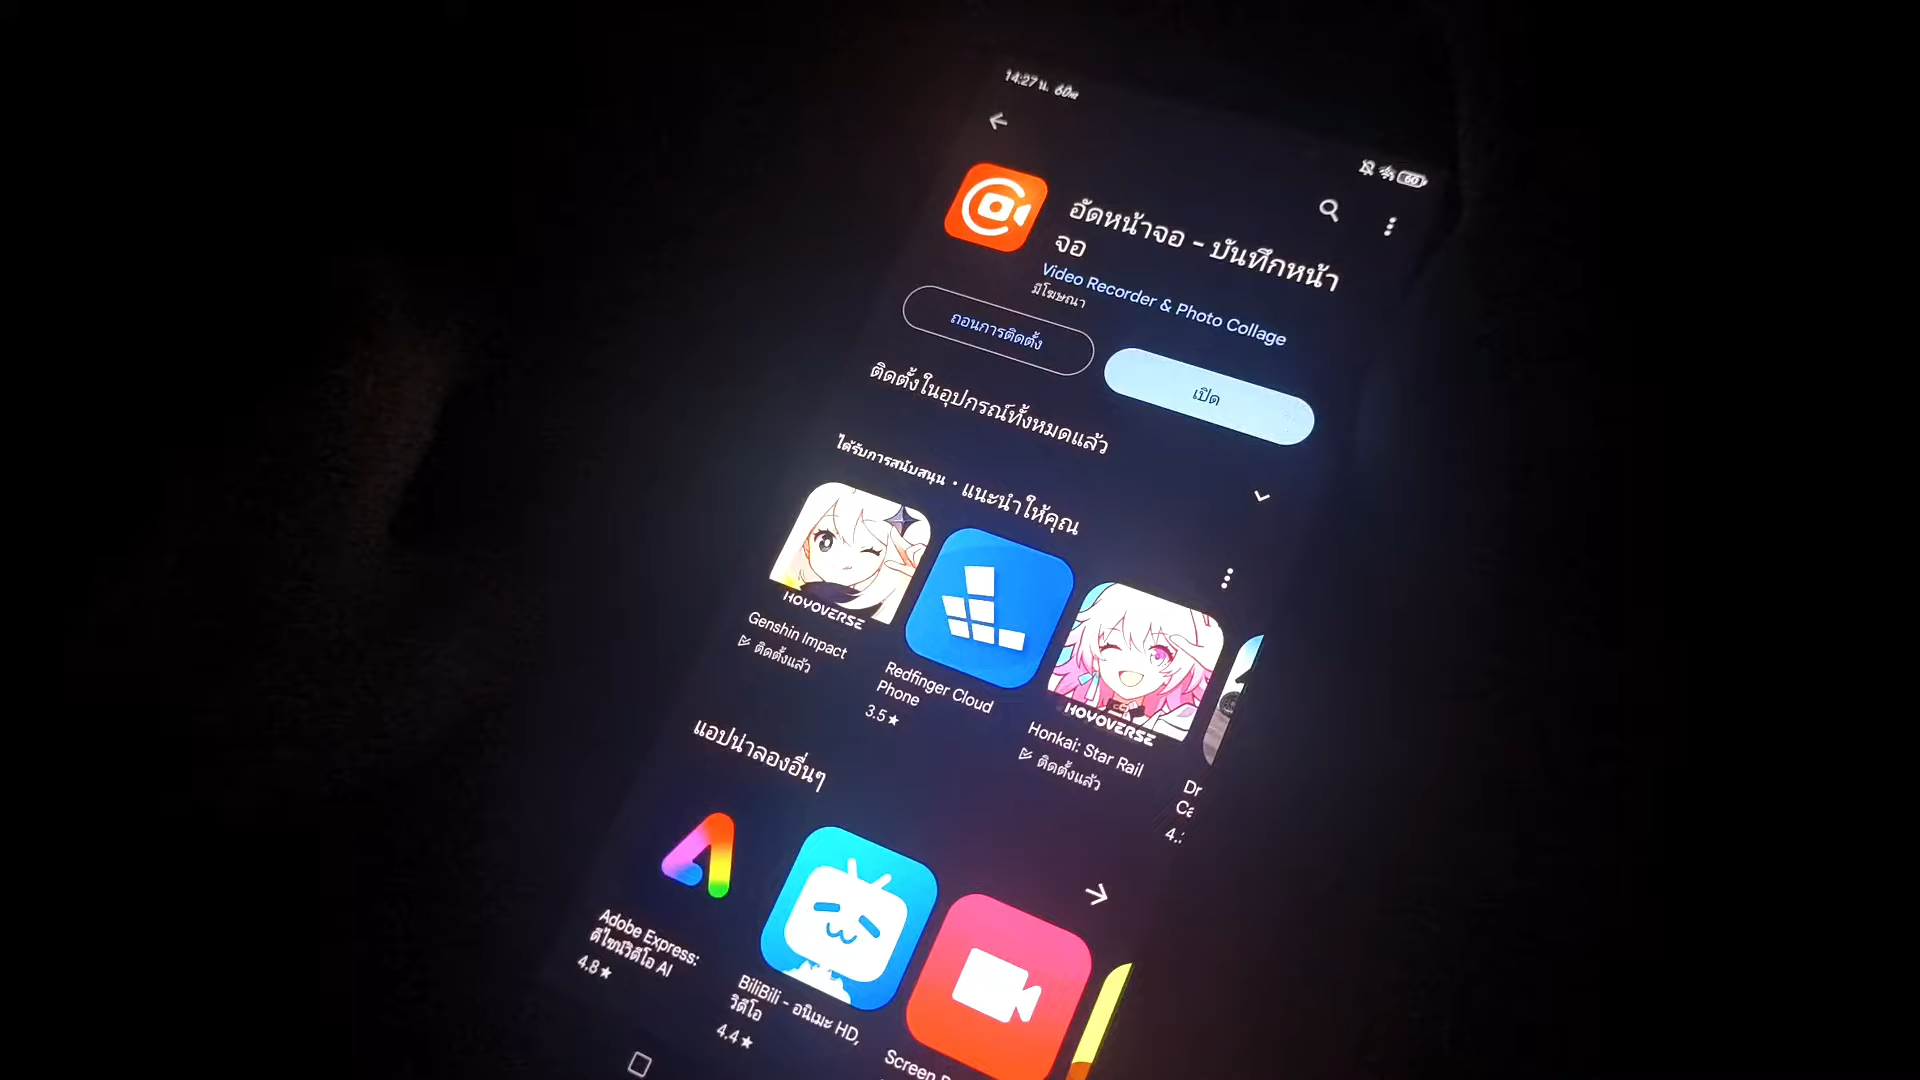 14:27 น.
60
อัดหน้าจอ - บันทึกหน้า
จอ
Video Recorder & Photo Collage
มีโฆษณา
ถอนการติดตั้ง
เปิด
ติดตั้งในอุปกรณ์ทั้งหมดแล้ว
ได้รับการสนับสนุน · แนะนำให้คุณ
HOYOVERSE
Genshin Impact
ติดตั้งแล้ว
Redfinger Cloud
Phone
3.5★
HOYOVERSE
Honkai: Star Rail
ติดตั้งแล้ว
Dr
Ca
แอปน่าลองอื่นๆ
Adobe Express:
ดีไซน์วิดีโอ AI
4.8★
BiliBili - อนิเมะ HD,
วิดีโอ
4.4★
Screen